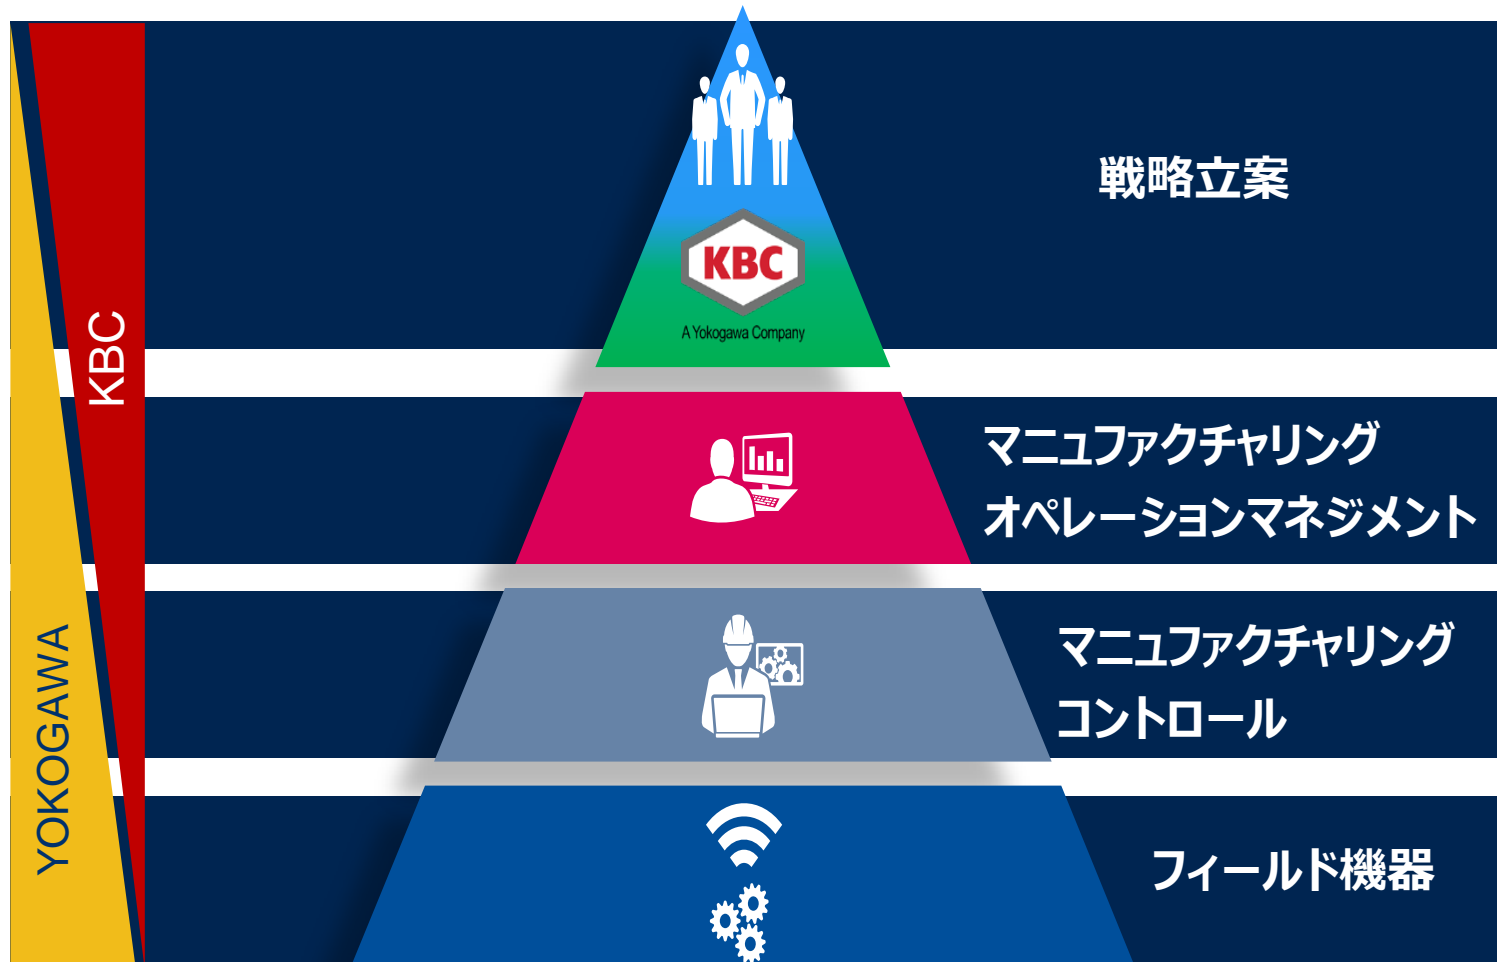 戦略立案
KBC
A Yokogawa Company
KBC
マニュファクチャリング
オペレーションマネジメント
マニュファクチャリング
コントロール
YOKOGAWA
フィールド機器